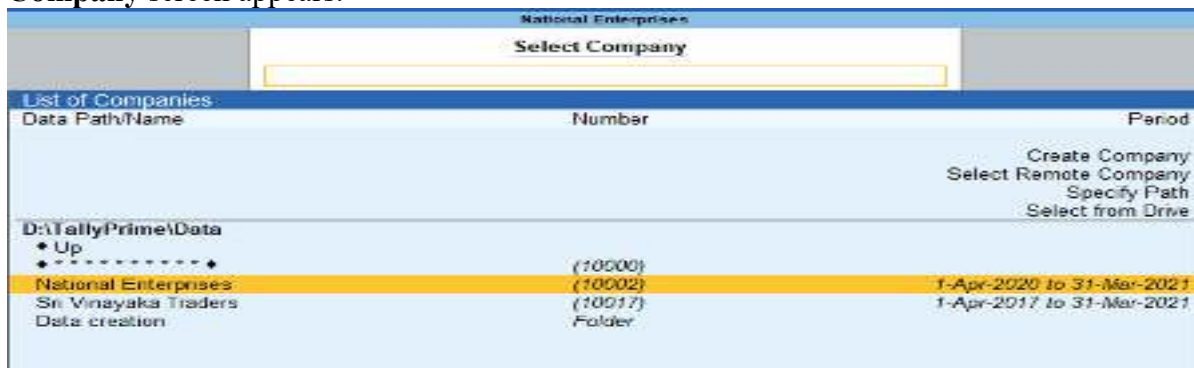 Company screen appears.
National Enterprises
Select Company
List of Companies
Data Path/Name Number Period
Create Company
Select Remote Company
Specify Path
Select from Drive
D:\TallyPrime\Data
♦ Up
♦ * * * * * * * * * * ♦ (10000)
National Enterprises (10002) 1-Apr-2020 to 31-Mar-2021
Sri Vinayaka Traders (10017) 1-Apr-2017 to 31-Mar-2021
Data creation Folder